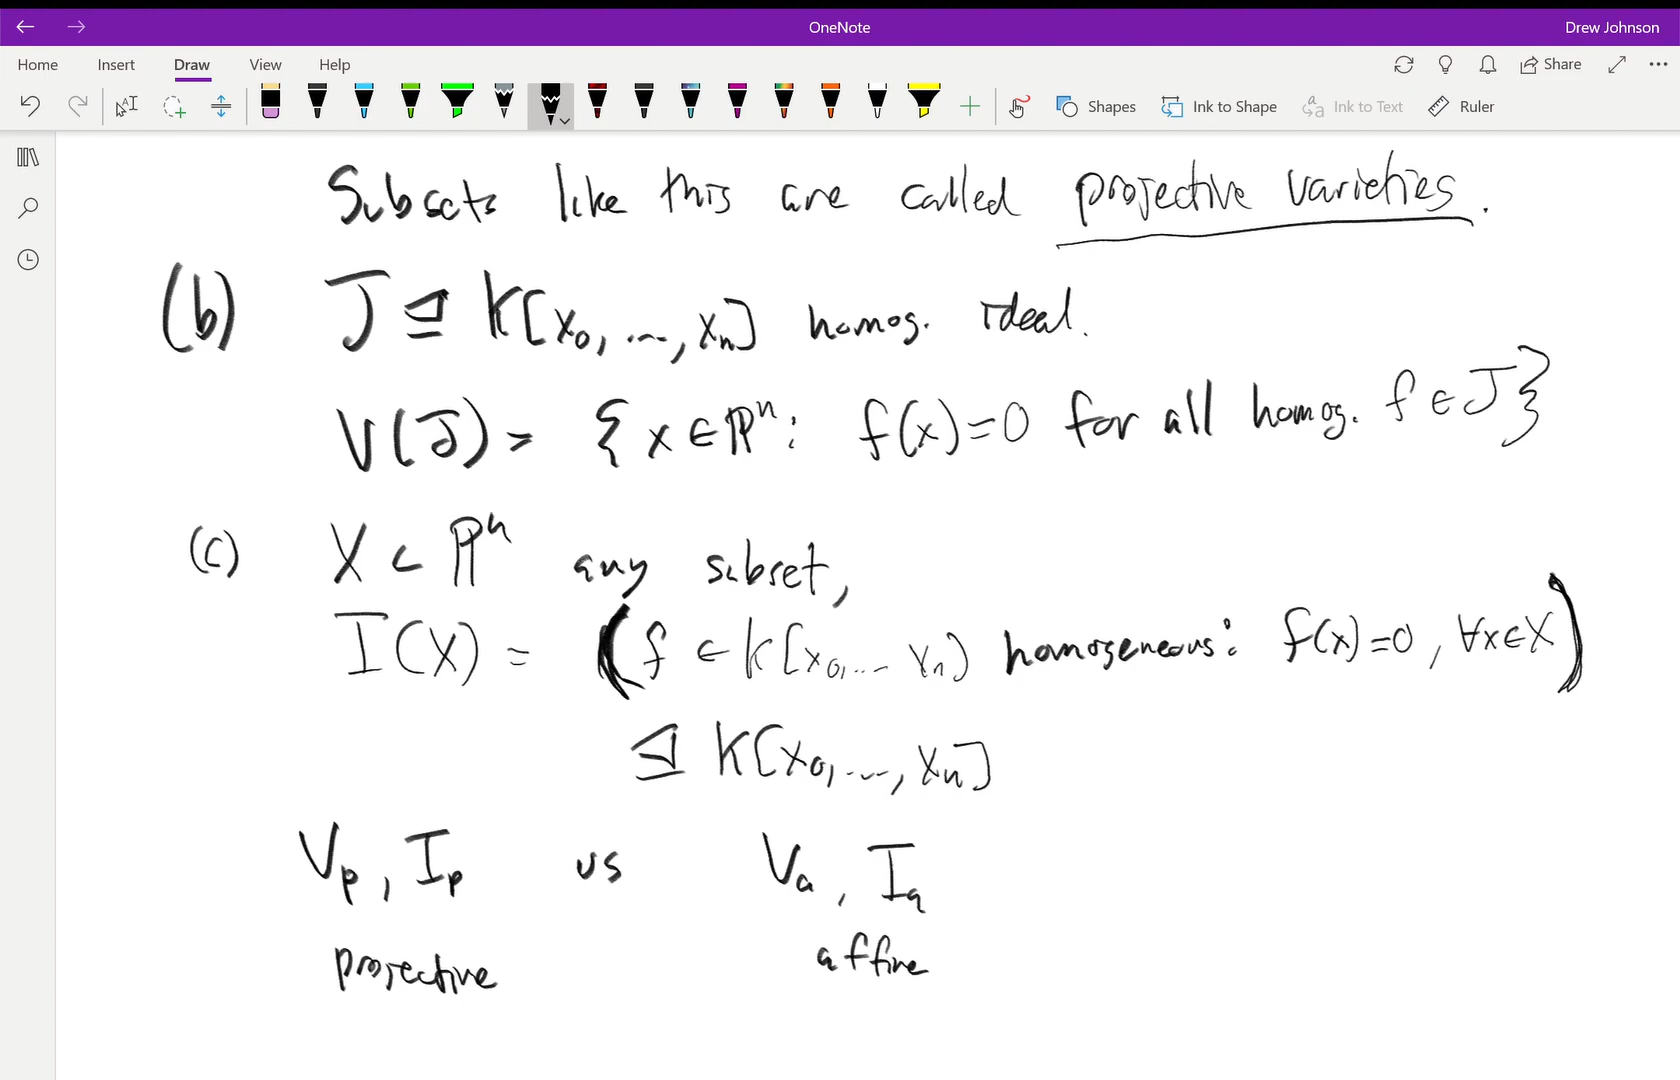 OneNote
Drew Johnson
Home Insert Draw View Help
Share
Shapes Ink to Shape Ink to Text Ruler
Subsets like this are called projective varieties.
(b) J ⊴ K[x₀, ..., xₙ] homog. ideal.
V(J) = { x ∈ ℙⁿ : f(x)=0 for all homog. f ∈ J }
(c) X ⊂ ℙⁿ any subset,
I(X) = (f ∈ K[x₀, ... xₙ] homogeneous : f(x)=0, ∀x∈X)
⊴ K[x₀, ..., xₙ]
Vₚ, Iₚ vs Vₐ, Iₐ
projective affine